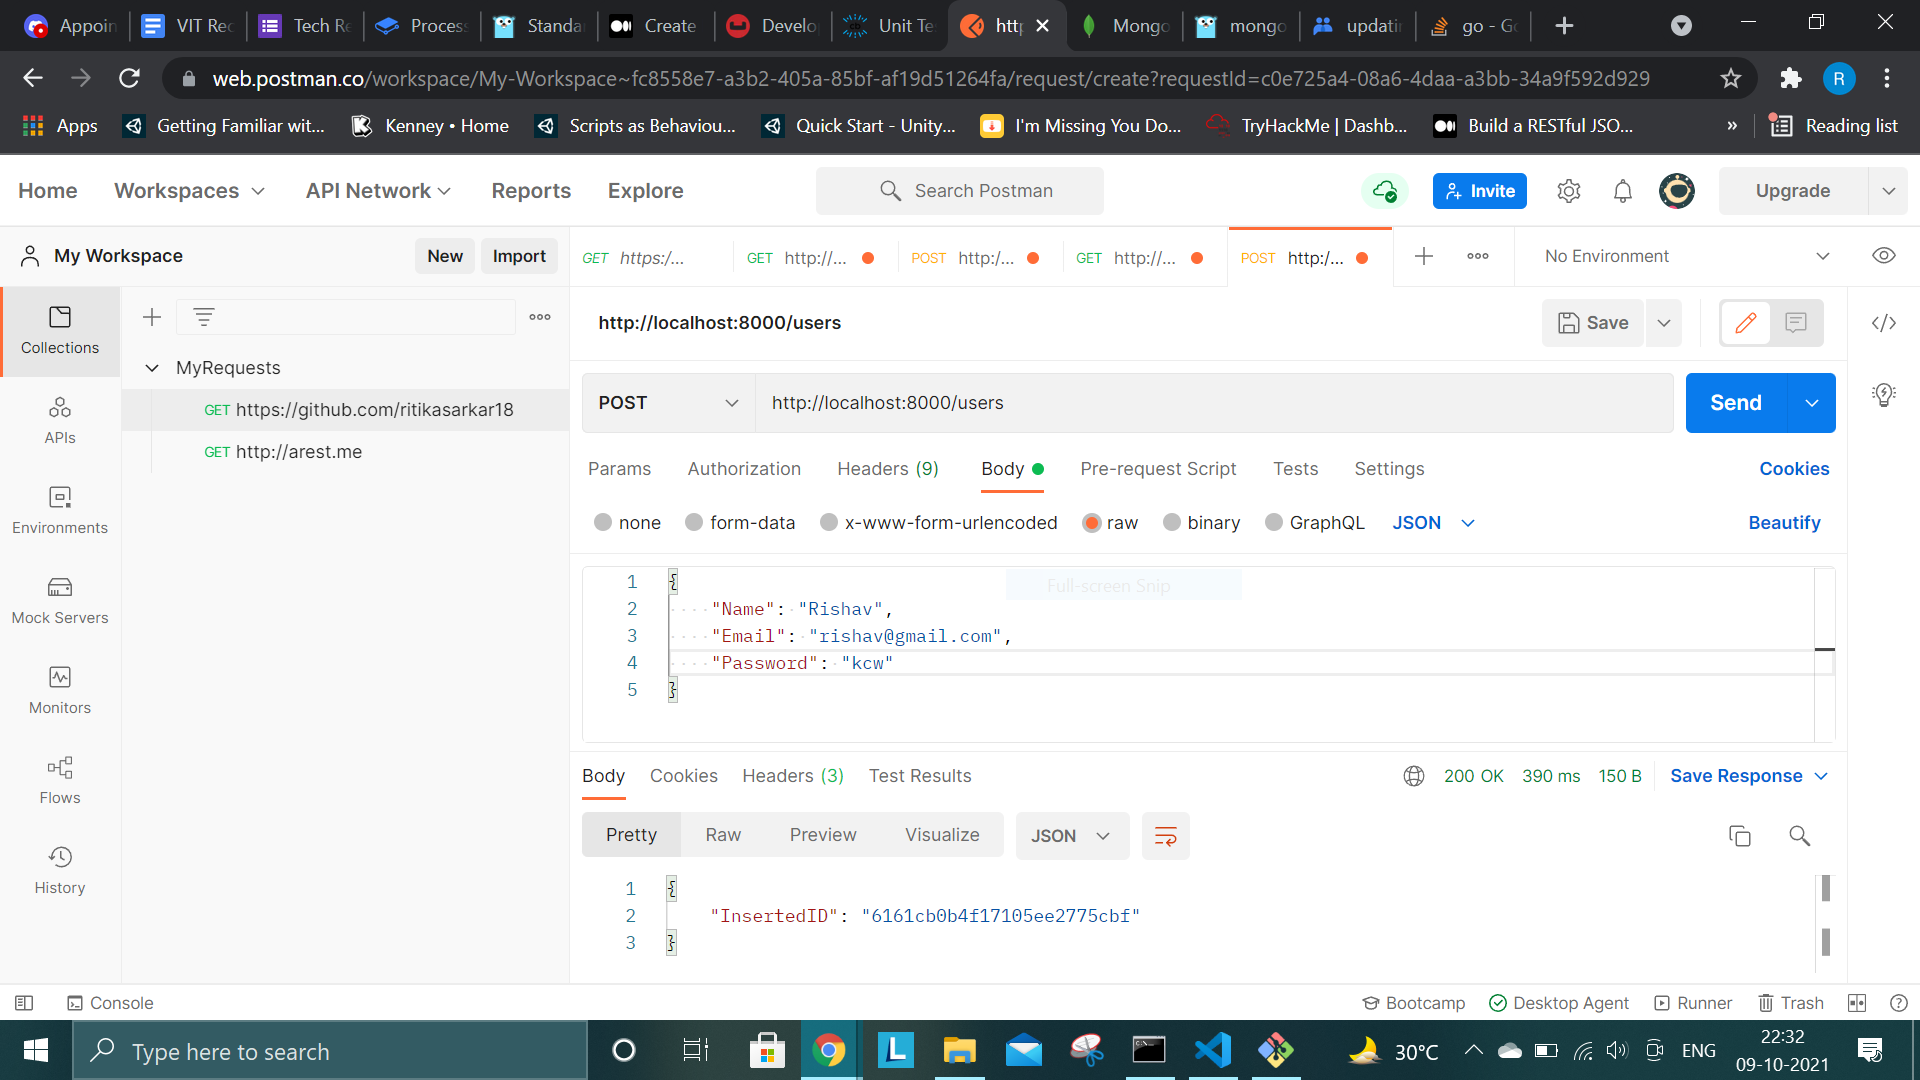 Appoin
VIT Rec
Tech Re
Process
Standa
Create
Develo
Unit Te
http
Mongo
mongo
updatin
go - Go
web.postman.co/workspace/My-Workspace~fc8558e7-a3b2-405a-85bf-af19d51264fa/request/create?requestId=c0e725a4-08a6-4daa-a3bb-34a9f592d929
R
Apps
Getting Familiar wit...
Kenney • Home
Scripts as Behaviou...
Quick Start - Unity...
I'm Missing You Do...
TryHackMe | Dashb...
Build a RESTful JSO...
»
Reading list
Home
Workspaces
API Network
Reports
Explore
Search Postman
Invite
Upgrade
My Workspace
New
Import
GET https:/...
GET http://...
POST http:/...
GET http://...
POST http:/...
No Environment
Collections
APIs
Environments
Mock Servers
Monitors
Flows
History
MyRequests
GET https://github.com/ritikasarkar18
GET http://arest.me
http://localhost:8000/users
Save
POST
http://localhost:8000/users
Send
Params
Authorization
Headers (9)
Body
Pre-request Script
Tests
Settings
Cookies
none
form-data
x-www-form-urlencoded
raw
binary
GraphQL
JSON
Beautify
Full-screen Snip
1 {
2 "Name": "Rishav",
3 "Email": "rishav@gmail.com",
4 "Password": "kcw"
5 }
Body
Cookies
Headers (3)
Test Results
200 OK
390 ms
150 B
Save Response
Pretty
Raw
Preview
Visualize
JSON
1 {
2 "InsertedID": "6161cb0b4f17105ee2775cbf"
3 }
Console
Bootcamp
Desktop Agent
Runner
Trash
Type here to search
L
30°C
ENG
22:32
09-10-2021